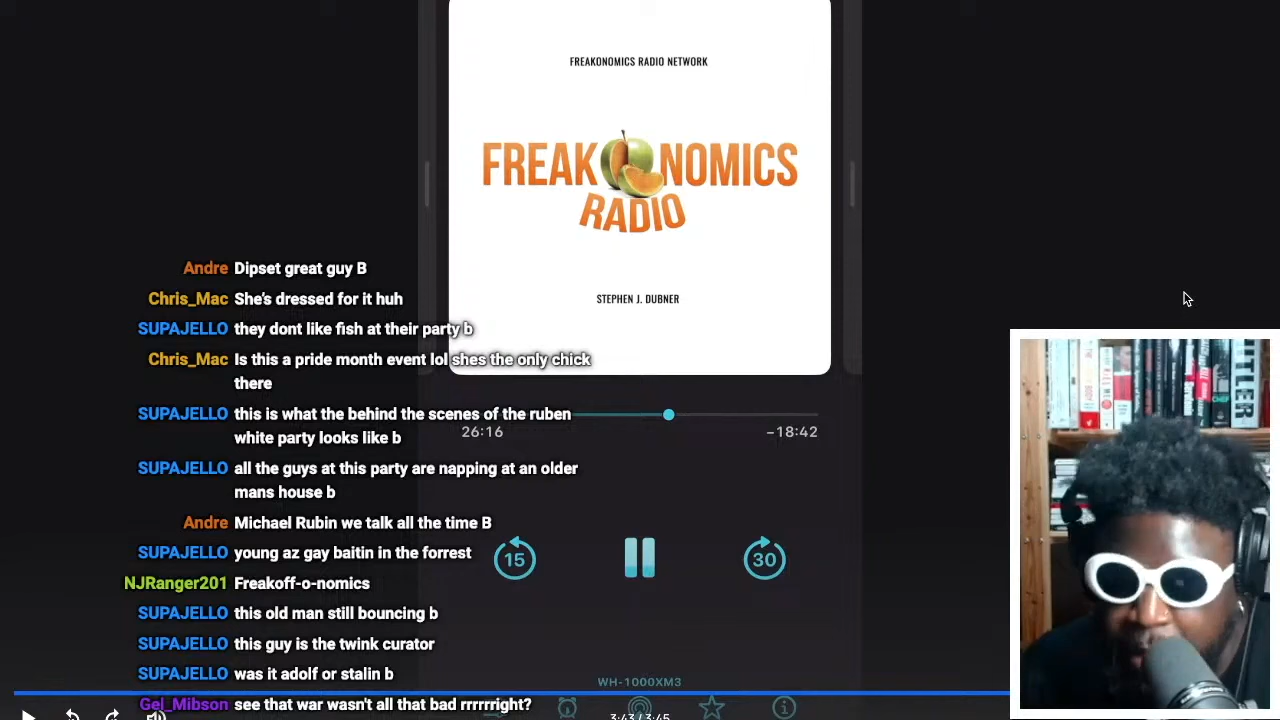 FREAKONOMICS RADIO NETWORK
FREAKONOMICS
RADIO
STEPHEN J. DUBNER
Andre Dipset great guy B
Chris_Mac She's dressed for it huh
SUPAJELLO they dont like fish at their party b
Chris_Mac Is this a pride month event lol shes the only chick
there
SUPAJELLO this is what the behind the scenes of the ruben
white party looks like b
26:16
-18:42
SUPAJELLO all the guys at this party are napping at an older
mans house b
Andre Michael Rubin we talk all the time B
SUPAJELLO young az gay baitin in the forrest
15
30
NJRanger201 Freakoff-o-nomics
SUPAJELLO this old man still bouncing b
SUPAJELLO this guy is the twink curator
SUPAJELLO was it adolf or stalin b
WH-1000XM3
Gel_Mibson see that war wasn't all that bad rrrrrright?
3:43 / 3:45
HITLER